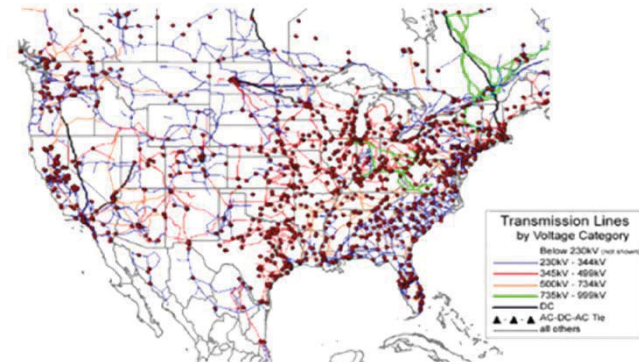 Transmission Lines
by Voltage Category
Below 230kV (not shown)
230kV - 344kV
345kV - 499kV
500kV - 734kV
735kV - 999kV
DC
AC-DC-AC Tie
all others